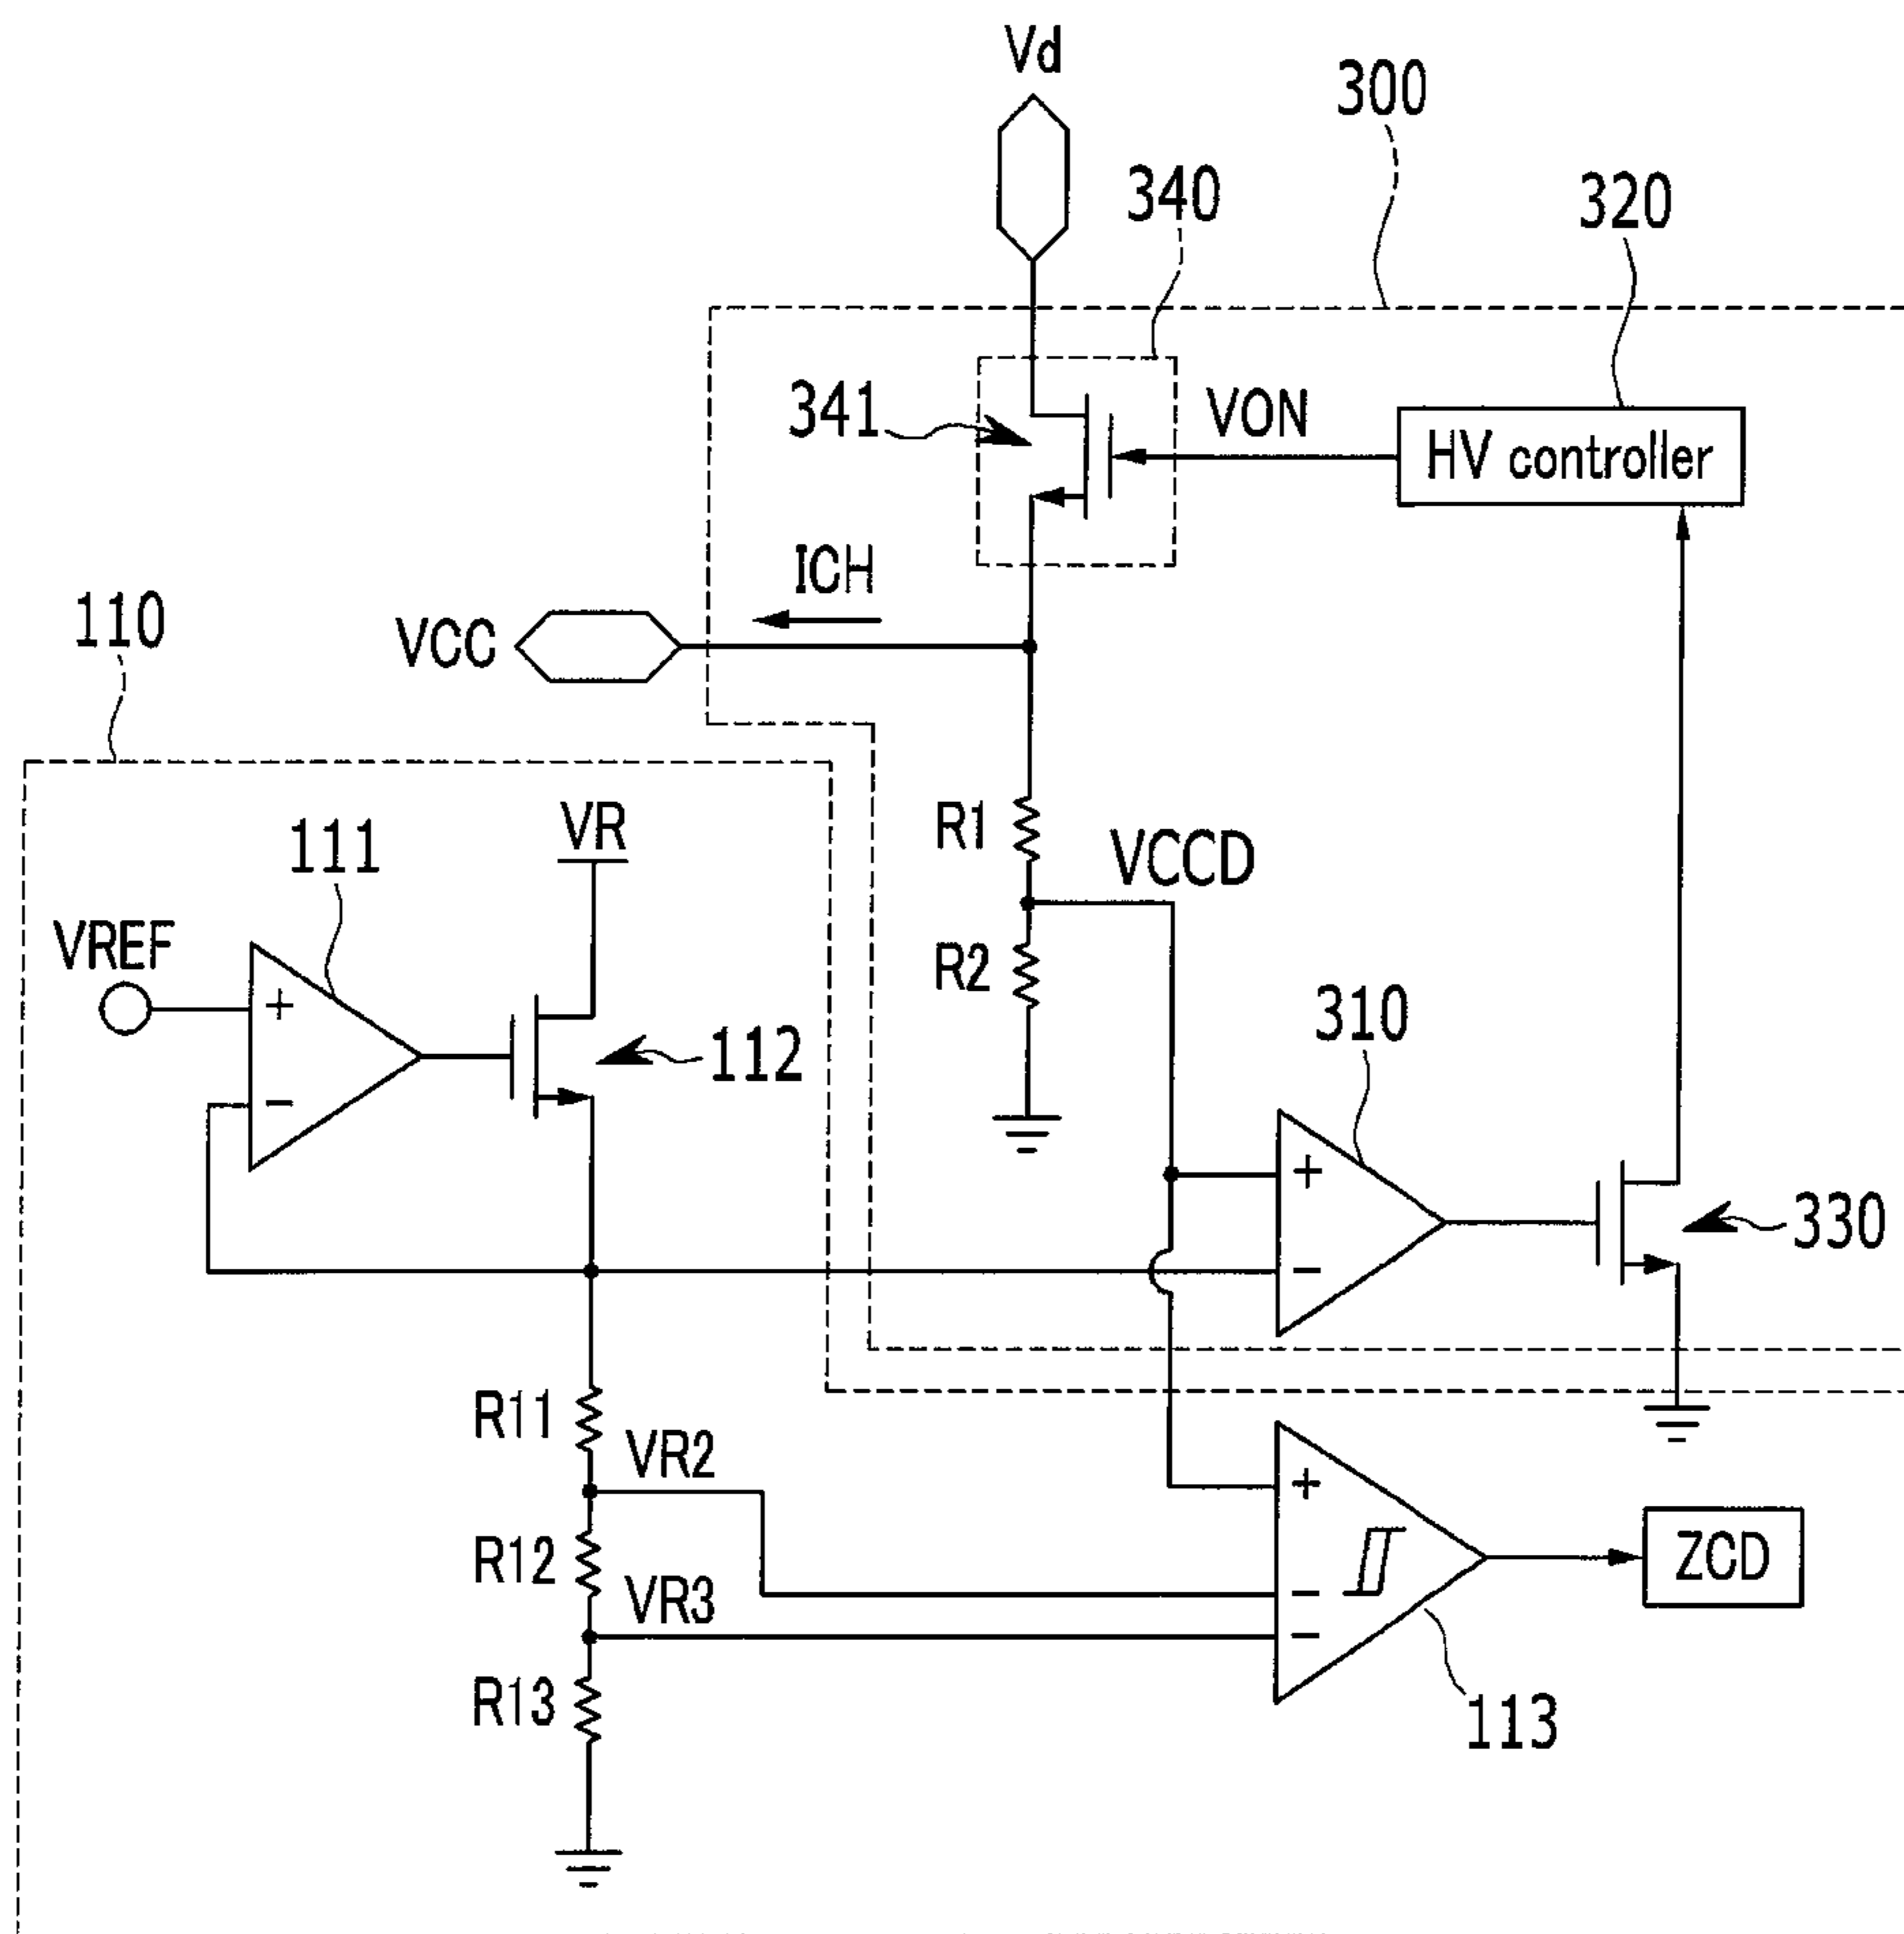 Vd
300
340
320
341
VON
HV controller
ICH
110
VCC
R1
VR
111
VCCD
VREF
R2
310
112
+
−
+
330
−
R11
VR2
+
R12
ZCD
VR3
−
−
R13
113